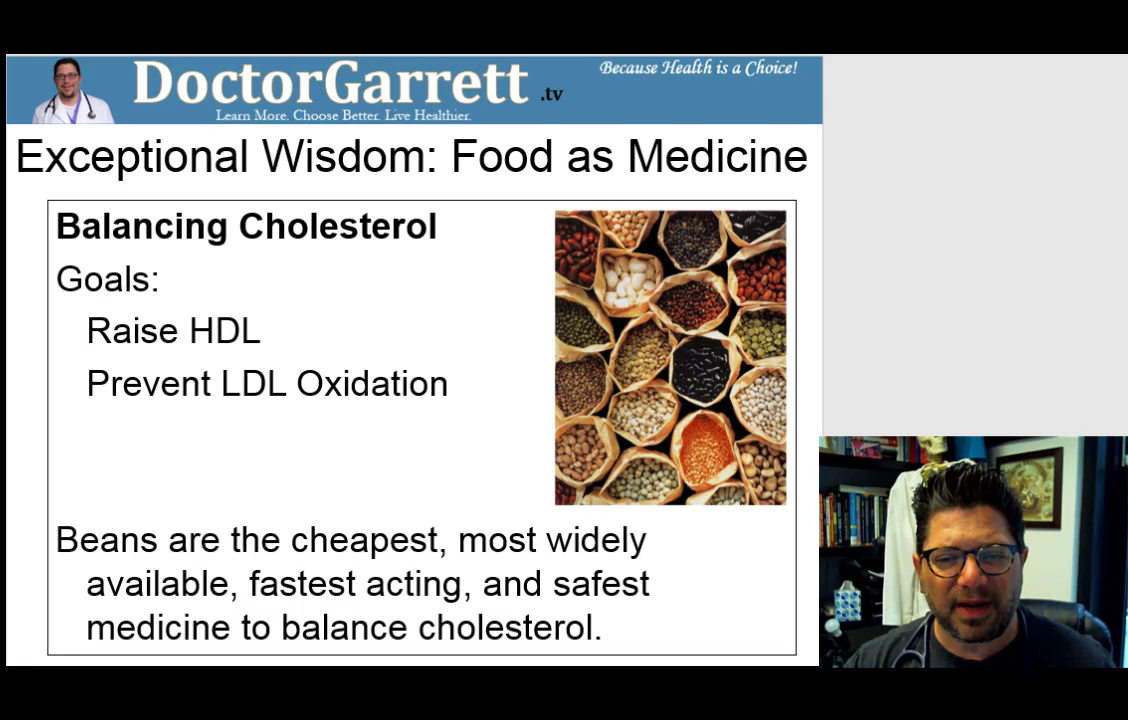 Because Health is a Choice!
DoctorGarrett .tv
Learn More. Choose Better. Live Healthier.
Exceptional Wisdom: Food as Medicine
Balancing Cholesterol
Goals:
Raise HDL
Prevent LDL Oxidation
Beans are the cheapest, most widely
available, fastest acting, and safest
medicine to balance cholesterol.